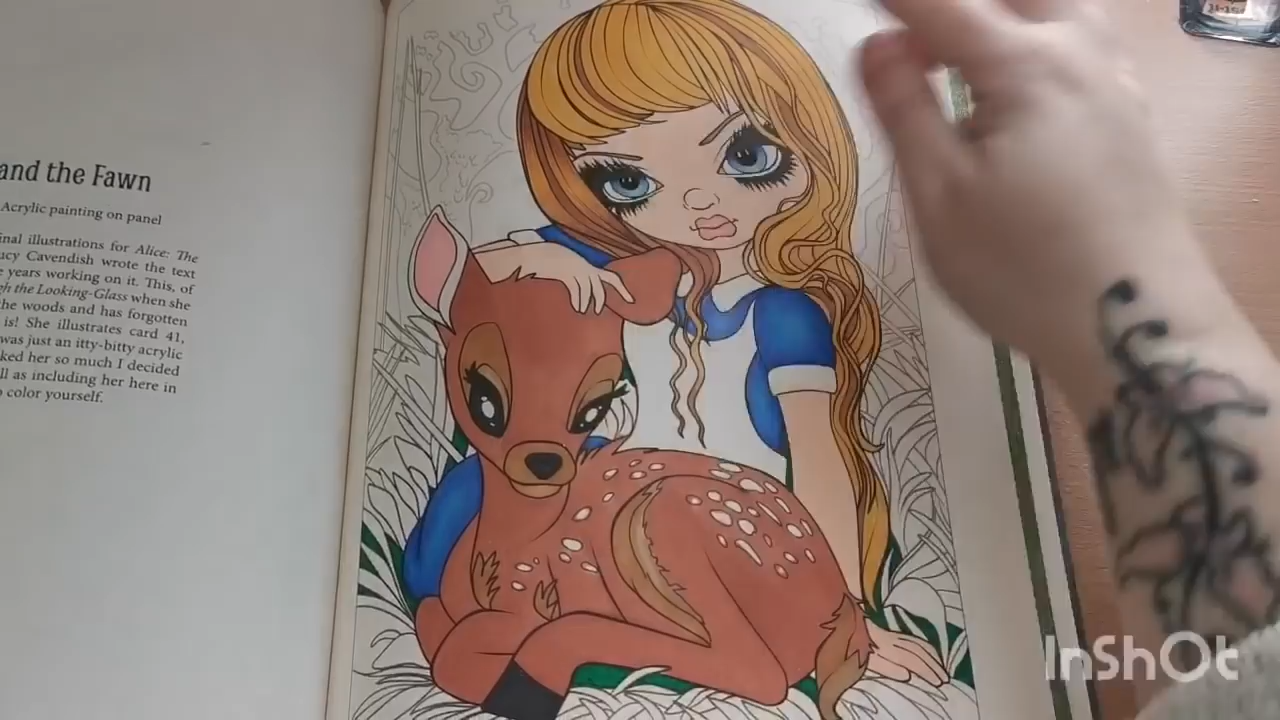 and the Fawn
Acrylic painting on panel
inal illustrations for Alice: The
ucy Cavendish wrote the text
e years working on it. This, of
gh the Looking-Glass when she
the woods and has forgotten
is! She illustrates card 41,
was just an itty-bitty acrylic
ked her so much I decided
ll as including her here in
color yourself.
InShOt